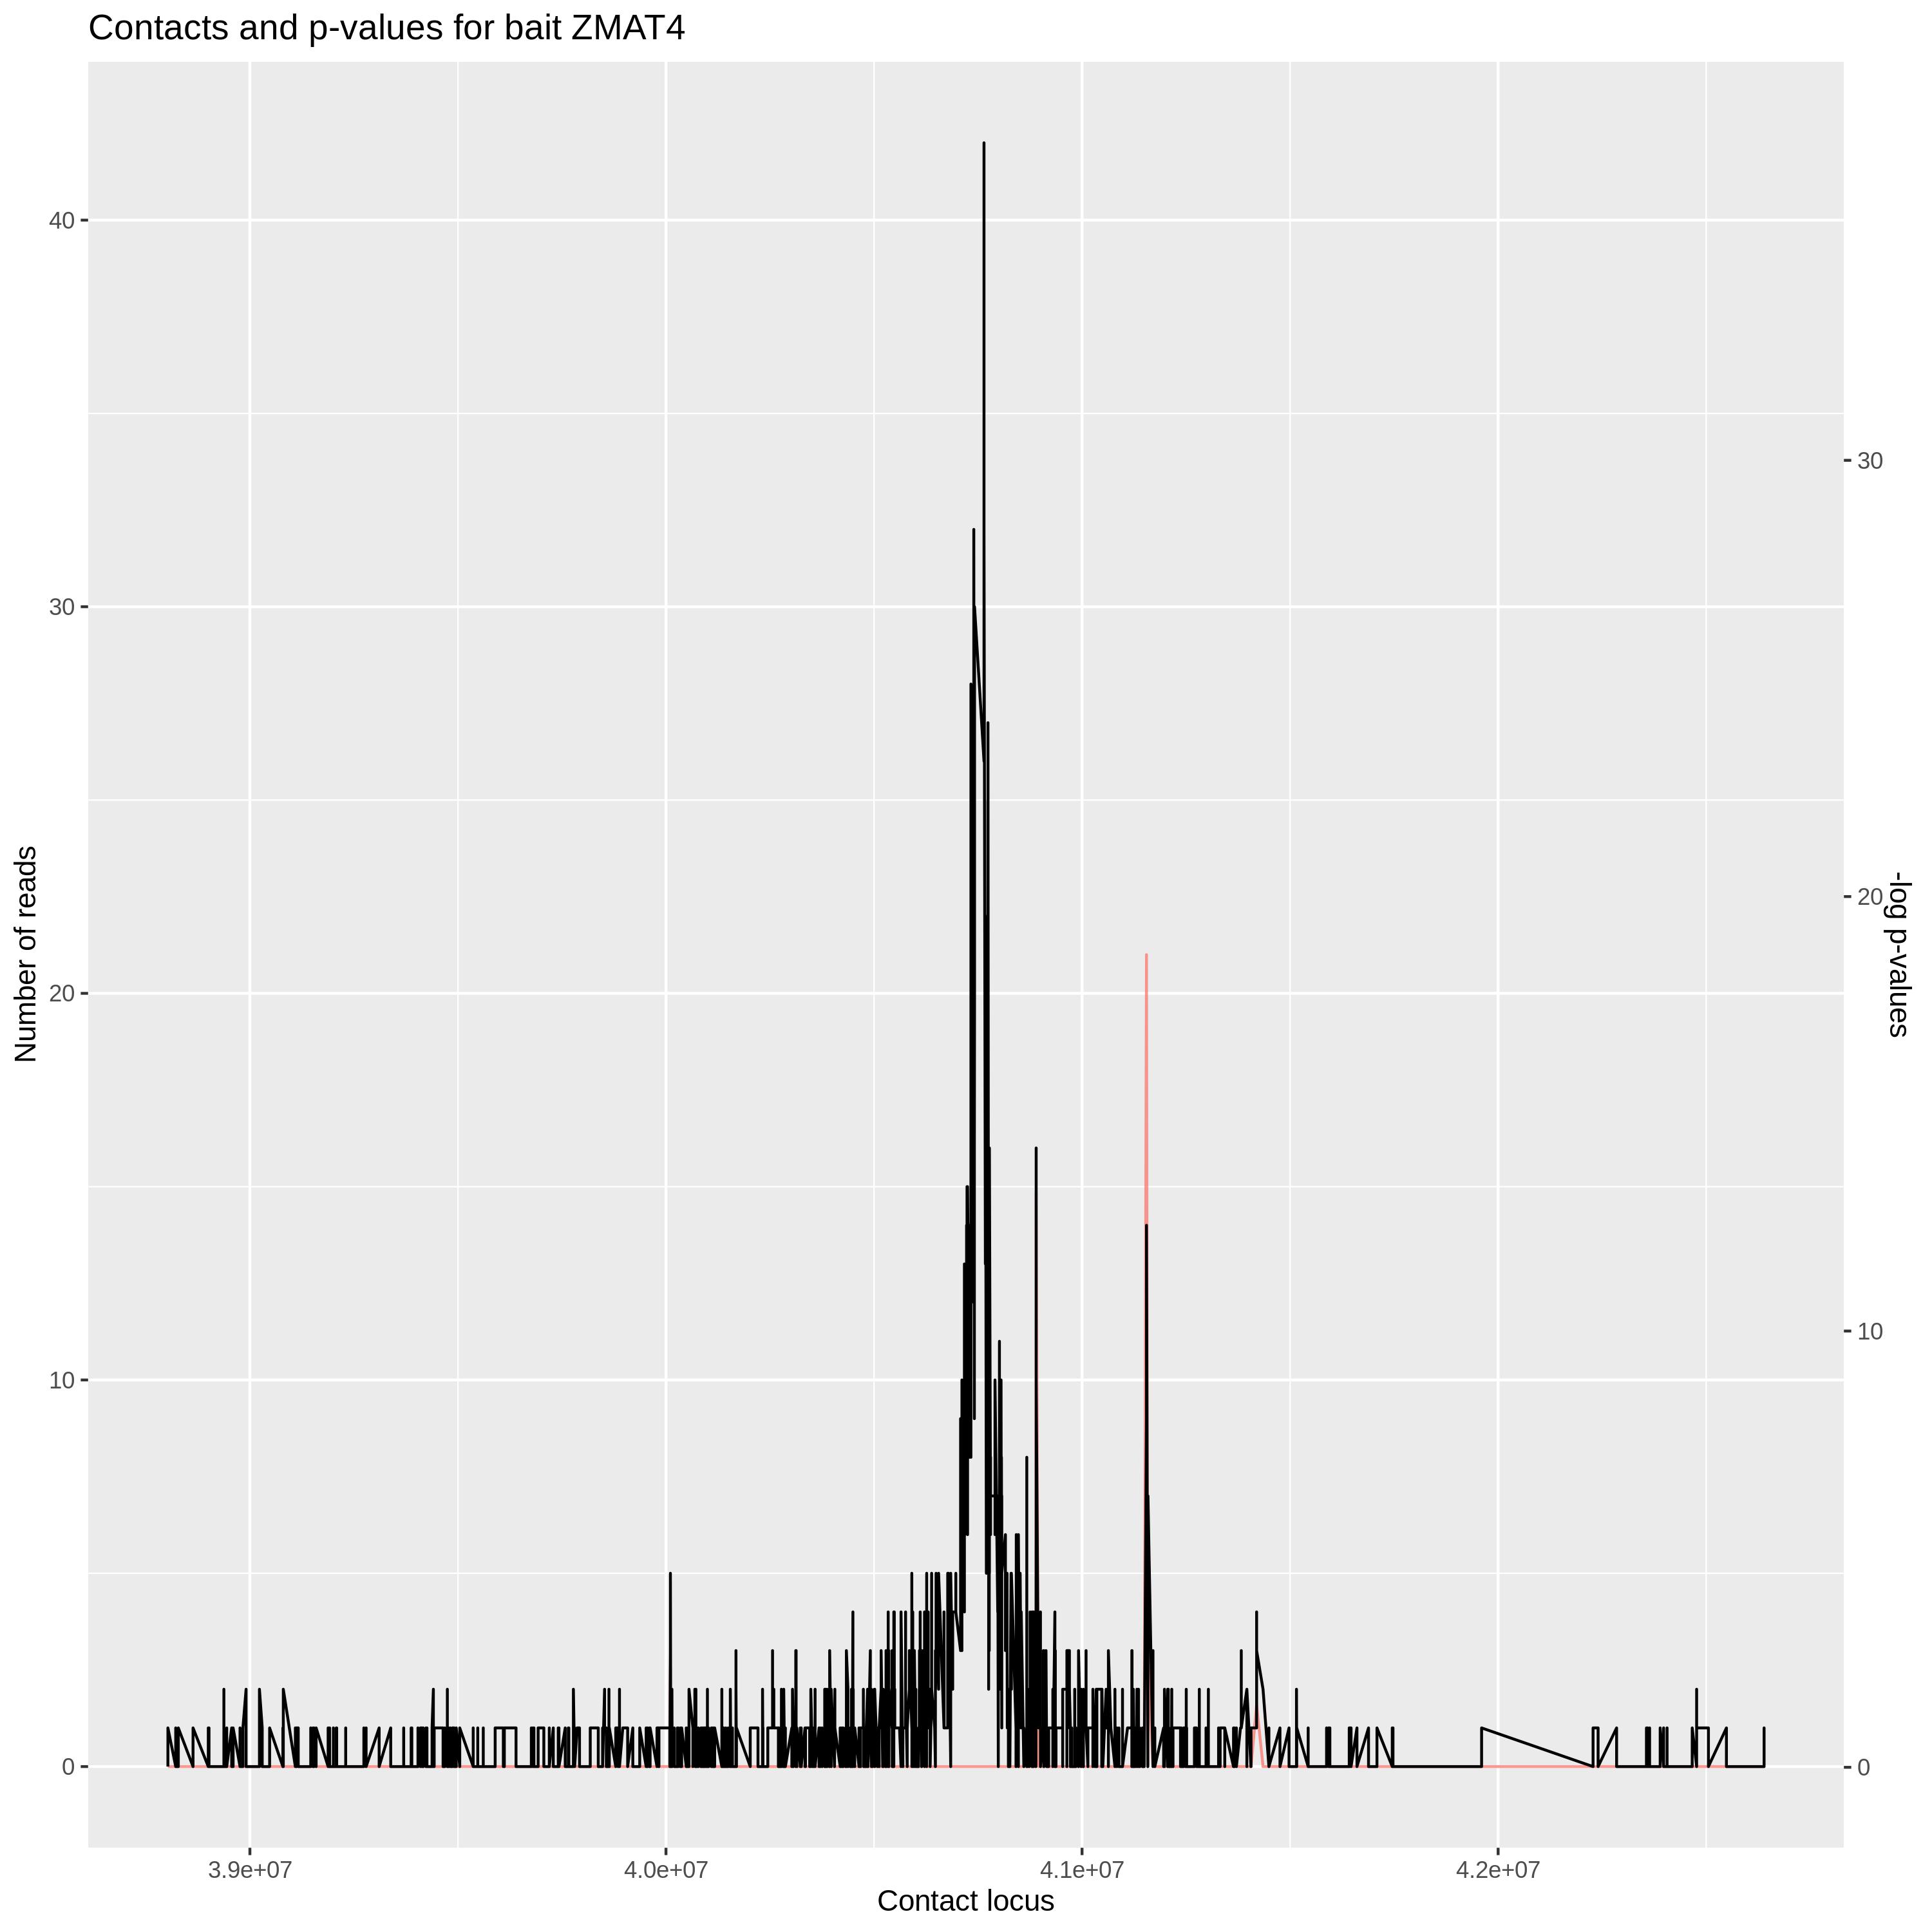 Contacts and p-values for bait ZMAT4
Number of reads
40
30
20
10
0
30
20
10
0
-log p-values
3.9e+07 4.0e+07 4.1e+07 4.2e+07
Contact locus